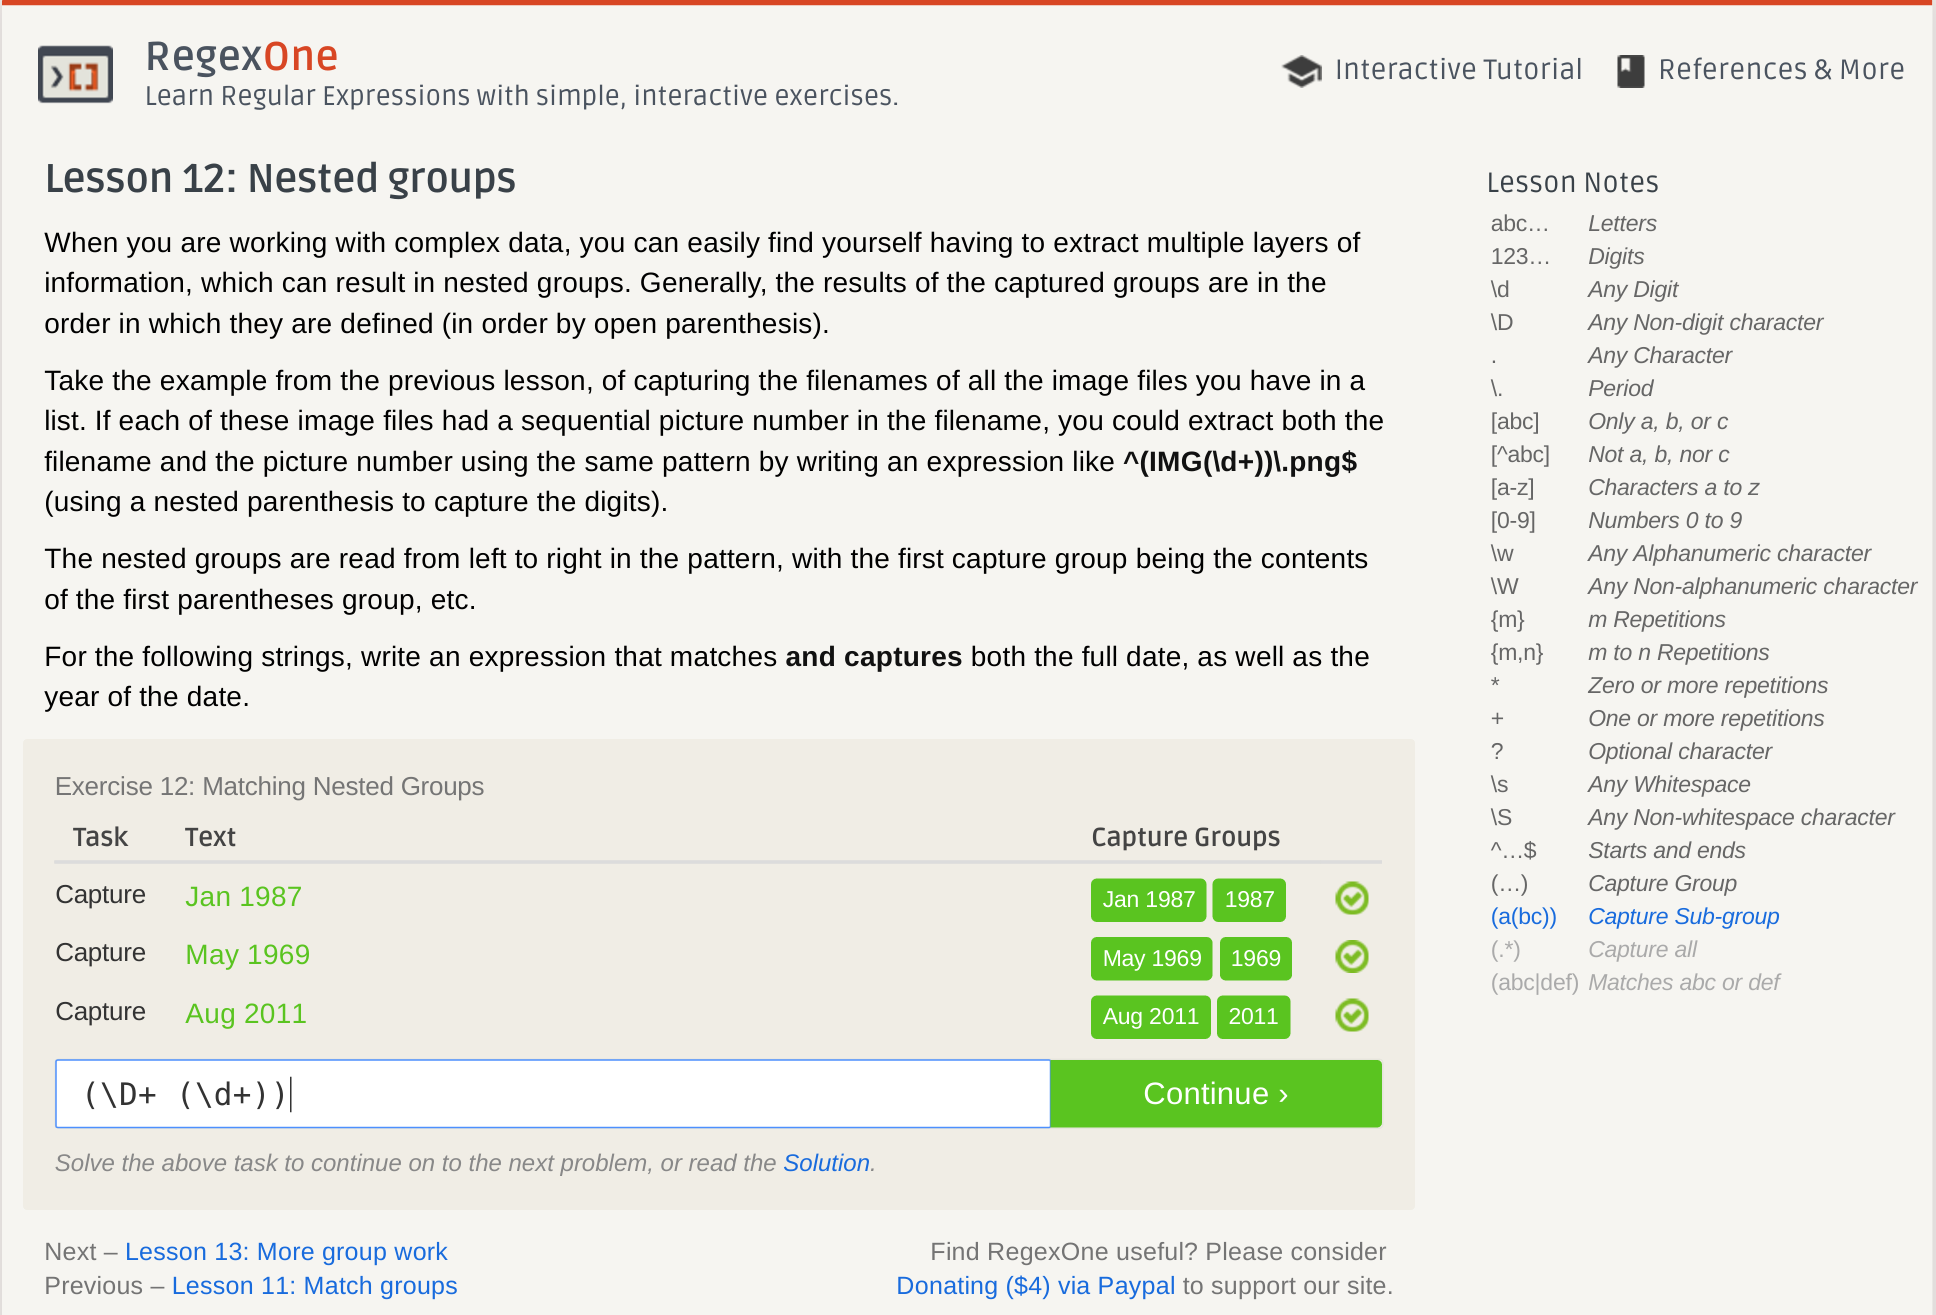 RegexOne
Learn Regular Expressions with simple, interactive exercises.
Interactive Tutorial
References & More
Lesson 12: Nested groups
When you are working with complex data, you can easily find yourself having to extract multiple layers of
information, which can result in nested groups. Generally, the results of the captured groups are in the
order in which they are defined (in order by open parenthesis).
Take the example from the previous lesson, of capturing the filenames of all the image files you have in a
list. If each of these image files had a sequential picture number in the filename, you could extract both the
filename and the picture number using the same pattern by writing an expression like ^(IMG(\d+))\.png$
(using a nested parenthesis to capture the digits).
The nested groups are read from left to right in the pattern, with the first capture group being the contents
of the first parentheses group, etc.
For the following strings, write an expression that matches and captures both the full date, as well as the
year of the date.
Exercise 12: Matching Nested Groups
Task Text Capture Groups
Capture Jan 1987 Jan 1987 1987
Capture May 1969 May 1969 1969
Capture Aug 2011 Aug 2011 2011
(\D+ (\d+))
Continue ›
Solve the above task to continue on to the next problem, or read the Solution.
Next – Lesson 13: More group work
Previous – Lesson 11: Match groups
Find RegexOne useful? Please consider
Donating ($4) via Paypal to support our site.
Lesson Notes
abc… Letters
123… Digits
\d Any Digit
\D Any Non-digit character
. Any Character
\. Period
[abc] Only a, b, or c
[^abc] Not a, b, nor c
[a-z] Characters a to z
[0-9] Numbers 0 to 9
\w Any Alphanumeric character
\W Any Non-alphanumeric character
{m} m Repetitions
{m,n} m to n Repetitions
* Zero or more repetitions
+ One or more repetitions
? Optional character
\s Any Whitespace
\S Any Non-whitespace character
^…$ Starts and ends
(…) Capture Group
(a(bc)) Capture Sub-group
(.*) Capture all
(abc|def) Matches abc or def